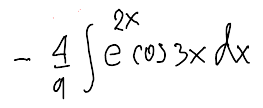 - 4/9 ∫ e^{2x} cos 3x dx